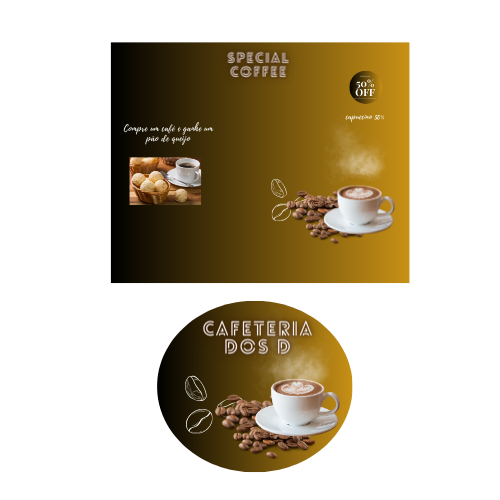 SPECIAL
COFFEE
50%
OFF
capuccino 50%
Compre um café e ganhe um
pão de queijo
CAFETERIA
DOS D